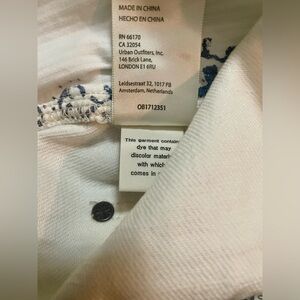 MADE IN CHINA
HECHO EN CHINA
RN 66170
CA 32054
Urban Outfitters, Inc.
146 Brick Lane,
LONDON E1 6RU
Leidsestraat 32, 1017 PB
Amsterdam, Netherlands
OB1712351
This garment contain
dye that may
discolor materi
with which
comes in